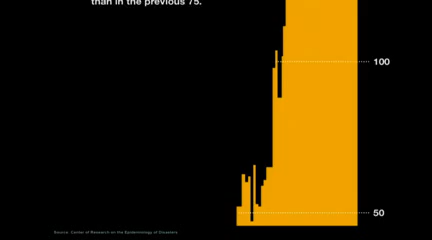 than in the previous 75.
100
50
Source: Center of Research on the Epidemiology of Disasters